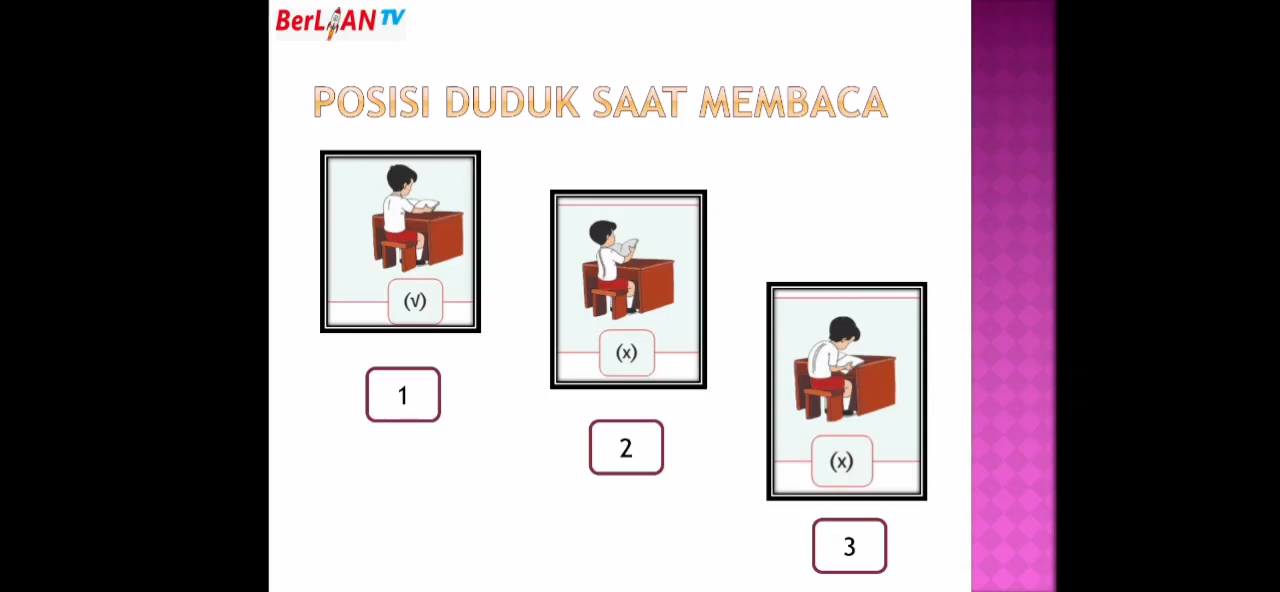 BerLIAN TV
POSISI DUDUK SAAT MEMBACA
(√)
1
(x)
2
(x)
3